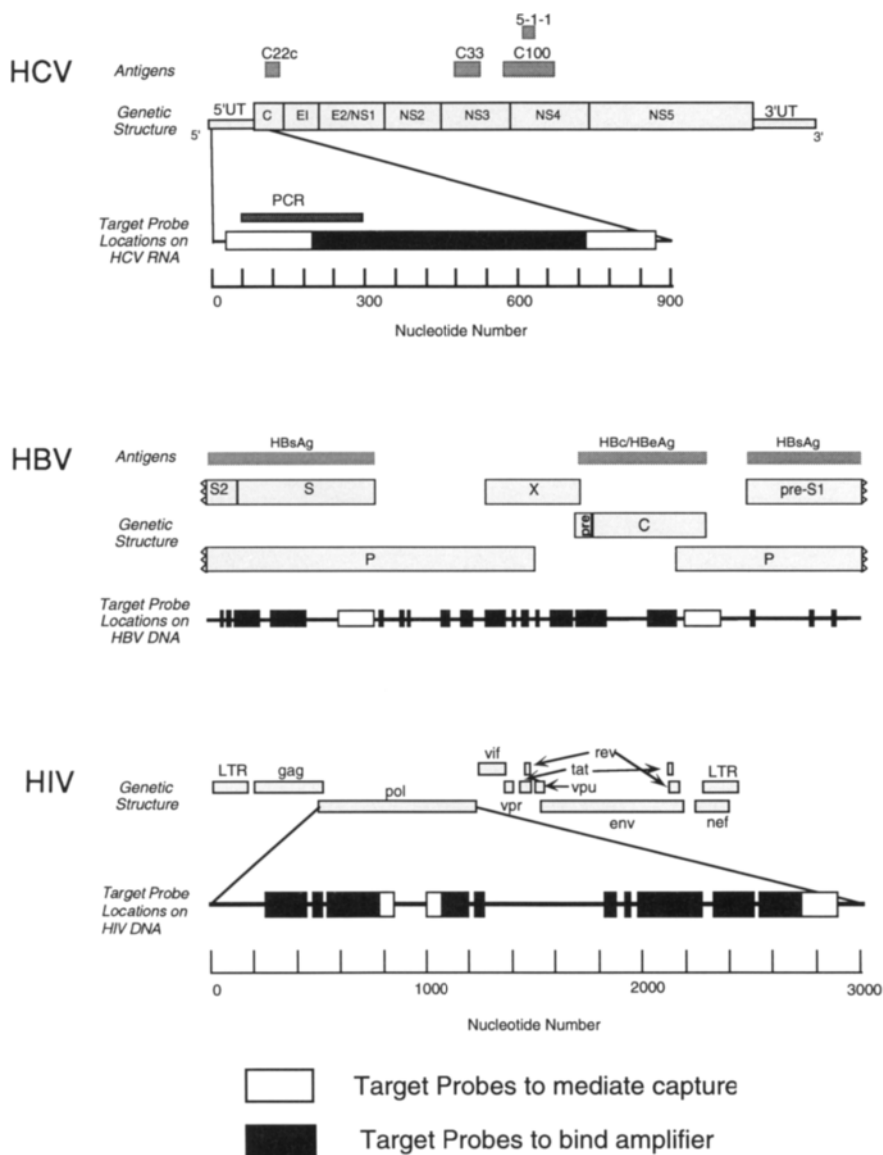 5-1-1
C22c C33 C100
HCV Antigens
5'UT 3'UT
Genetic
Structure
C EI E2/NS1 NS2 NS3 NS4 NS5
5' 3'
PCR
Target Probe
Locations on
HCV RNA
0 300 600 900
Nucleotide Number
HBsAg HBc/HBeAg HBsAg
HBV Antigens
S2 S X pre-S1
Genetic
Structure
pre C
P P
Target Probe
Locations on
HBV DNA
HIV
vif rev
LTR gag tat LTR
Genetic
Structure
pol vpr vpu
env nef
Target Probe
Locations on
HIV DNA
0 1000 2000 3000
Nucleotide Number
Target Probes to mediate capture
Target Probes to bind amplifier